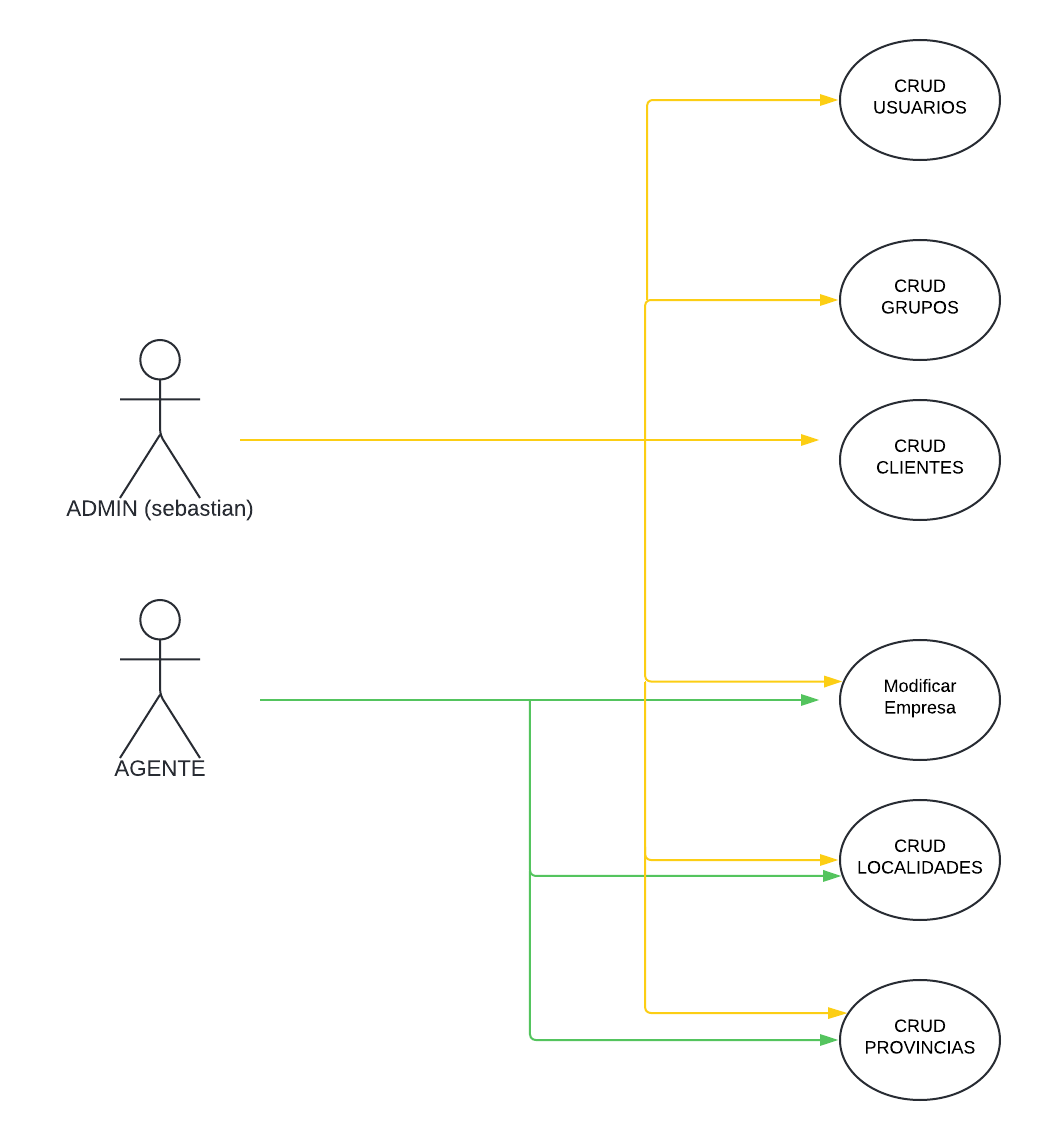 CRUD
USUARIOS
CRUD
GRUPOS
CRUD
CLIENTES
ADMIN (sebastian)
Modificar
Empresa
AGENTE
CRUD
LOCALIDADES
CRUD
PROVINCIAS